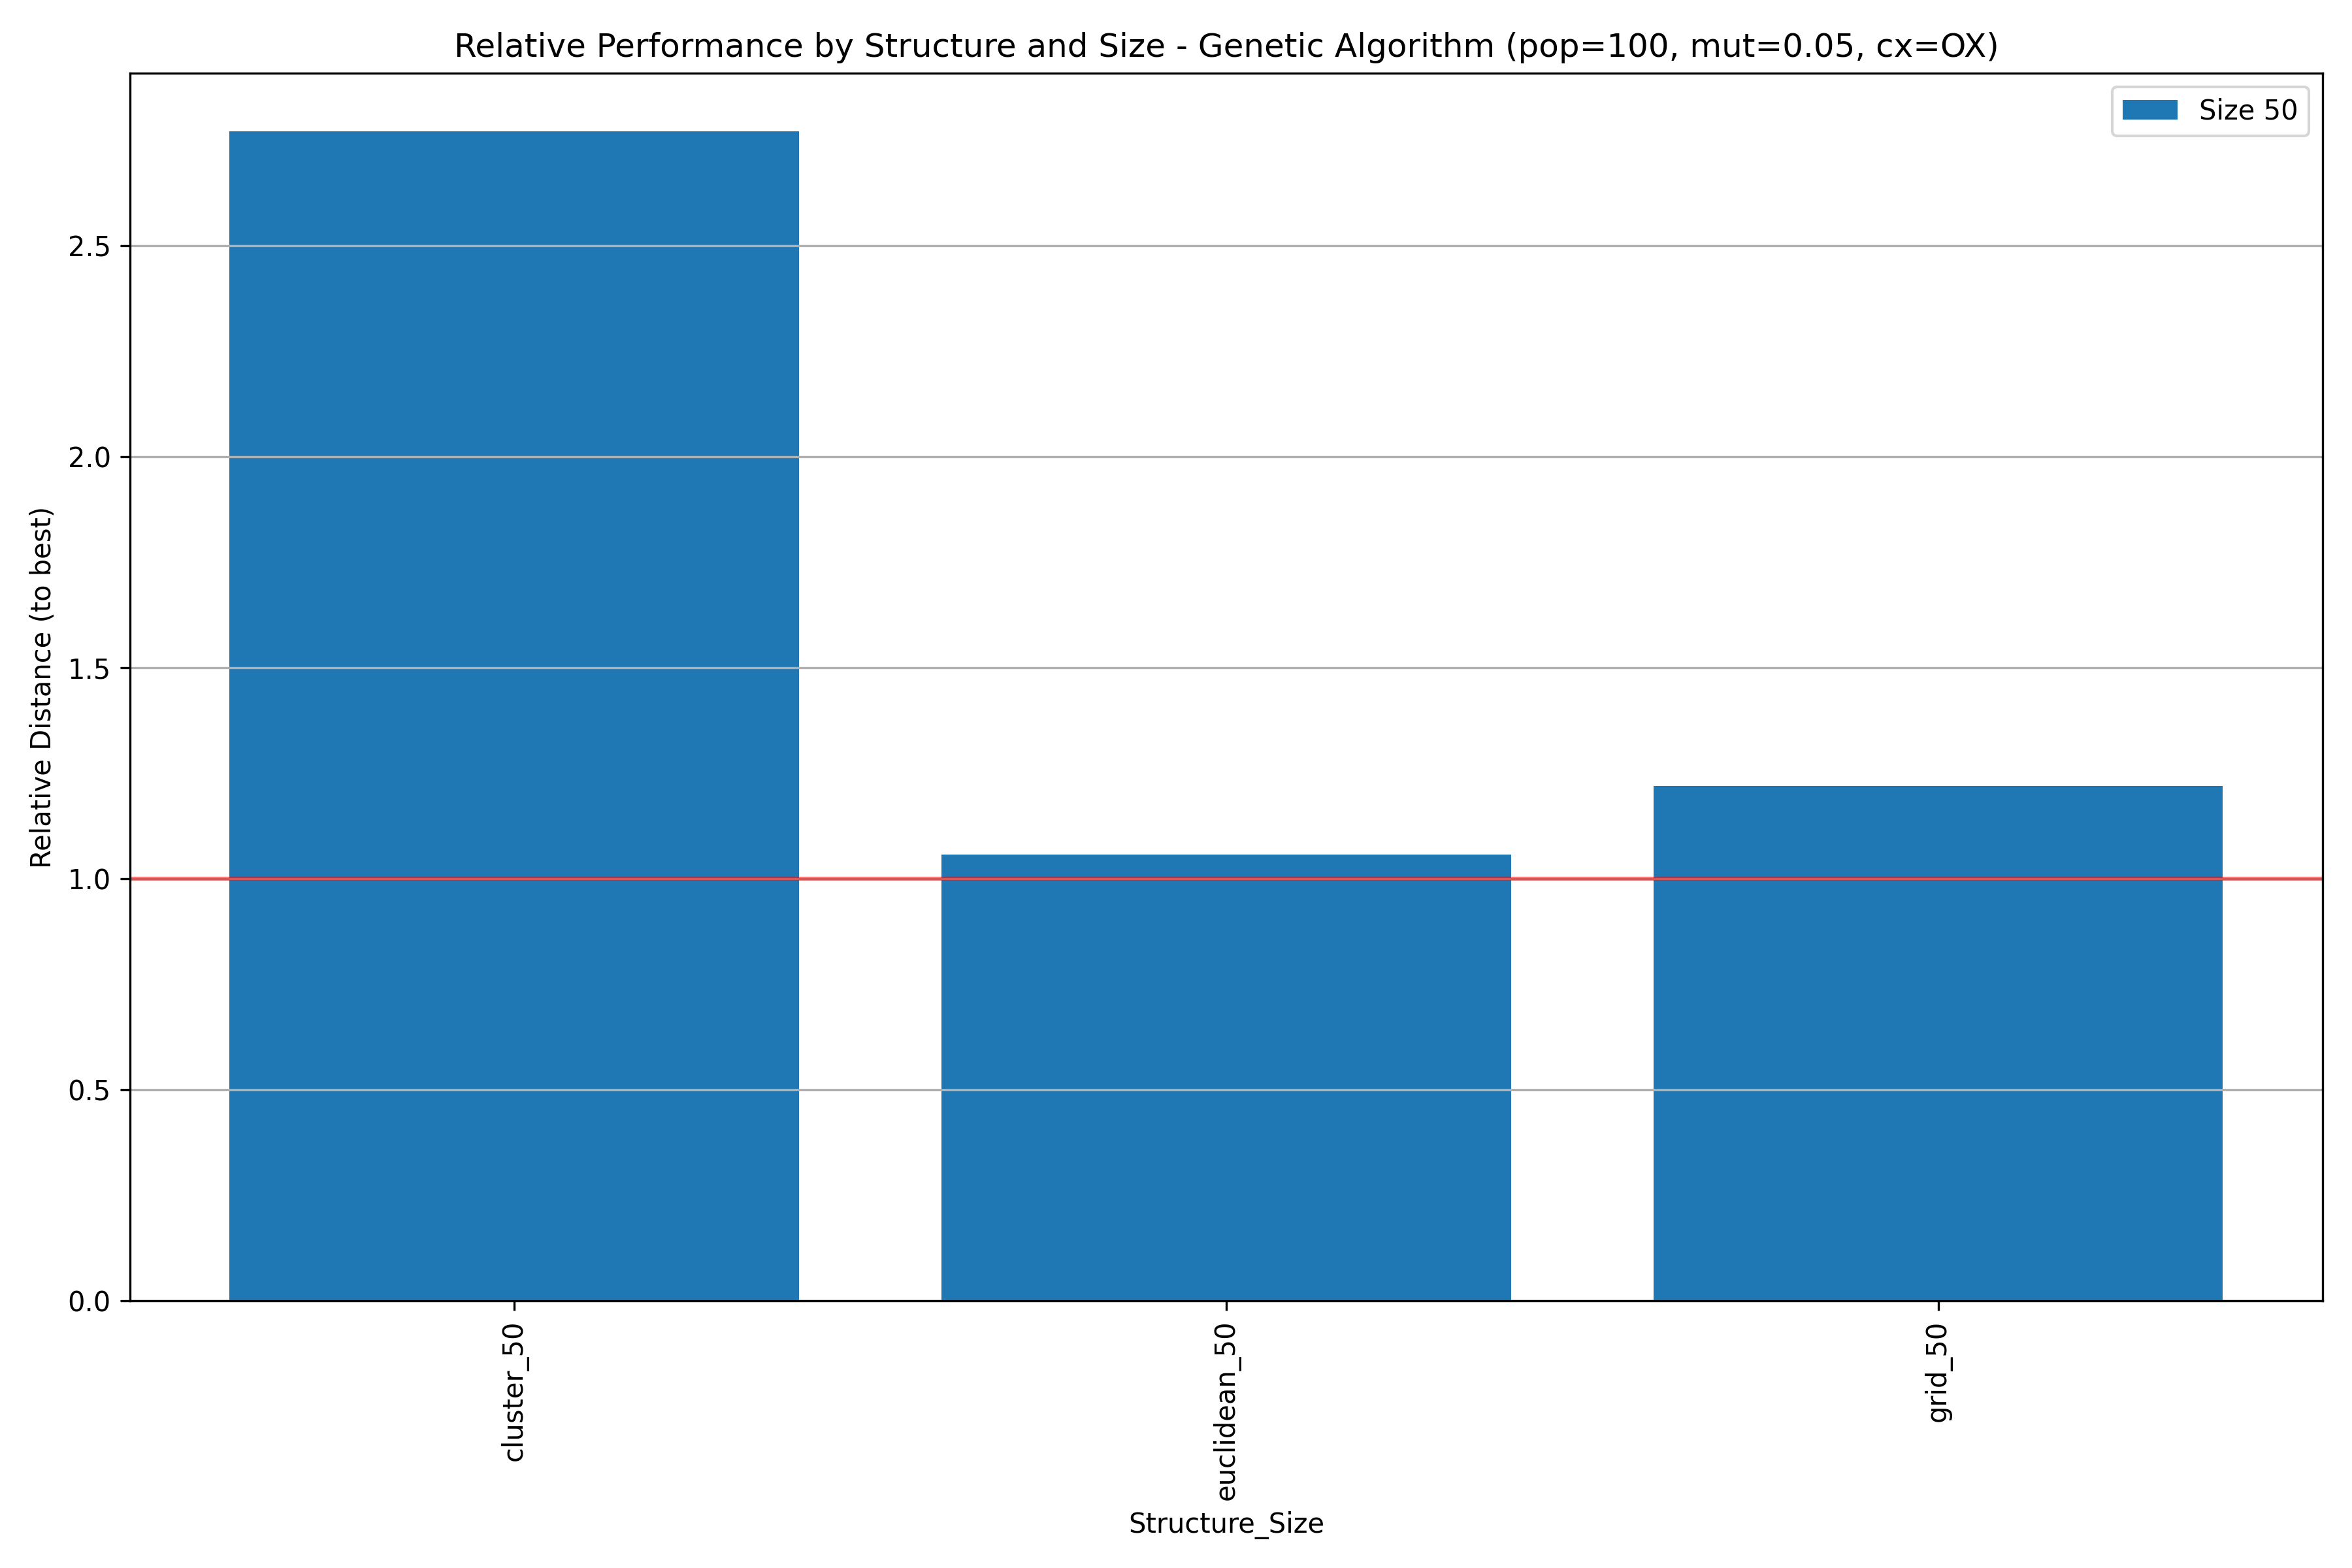 Relative Performance by Structure and Size - Genetic Algorithm (pop=100, mut=0.05, cx=OX)
Size 50
Relative Distance (to best)
2.5
2.0
1.5
1.0
0.5
0.0
cluster_50
euclidean_50
grid_50
Structure_Size